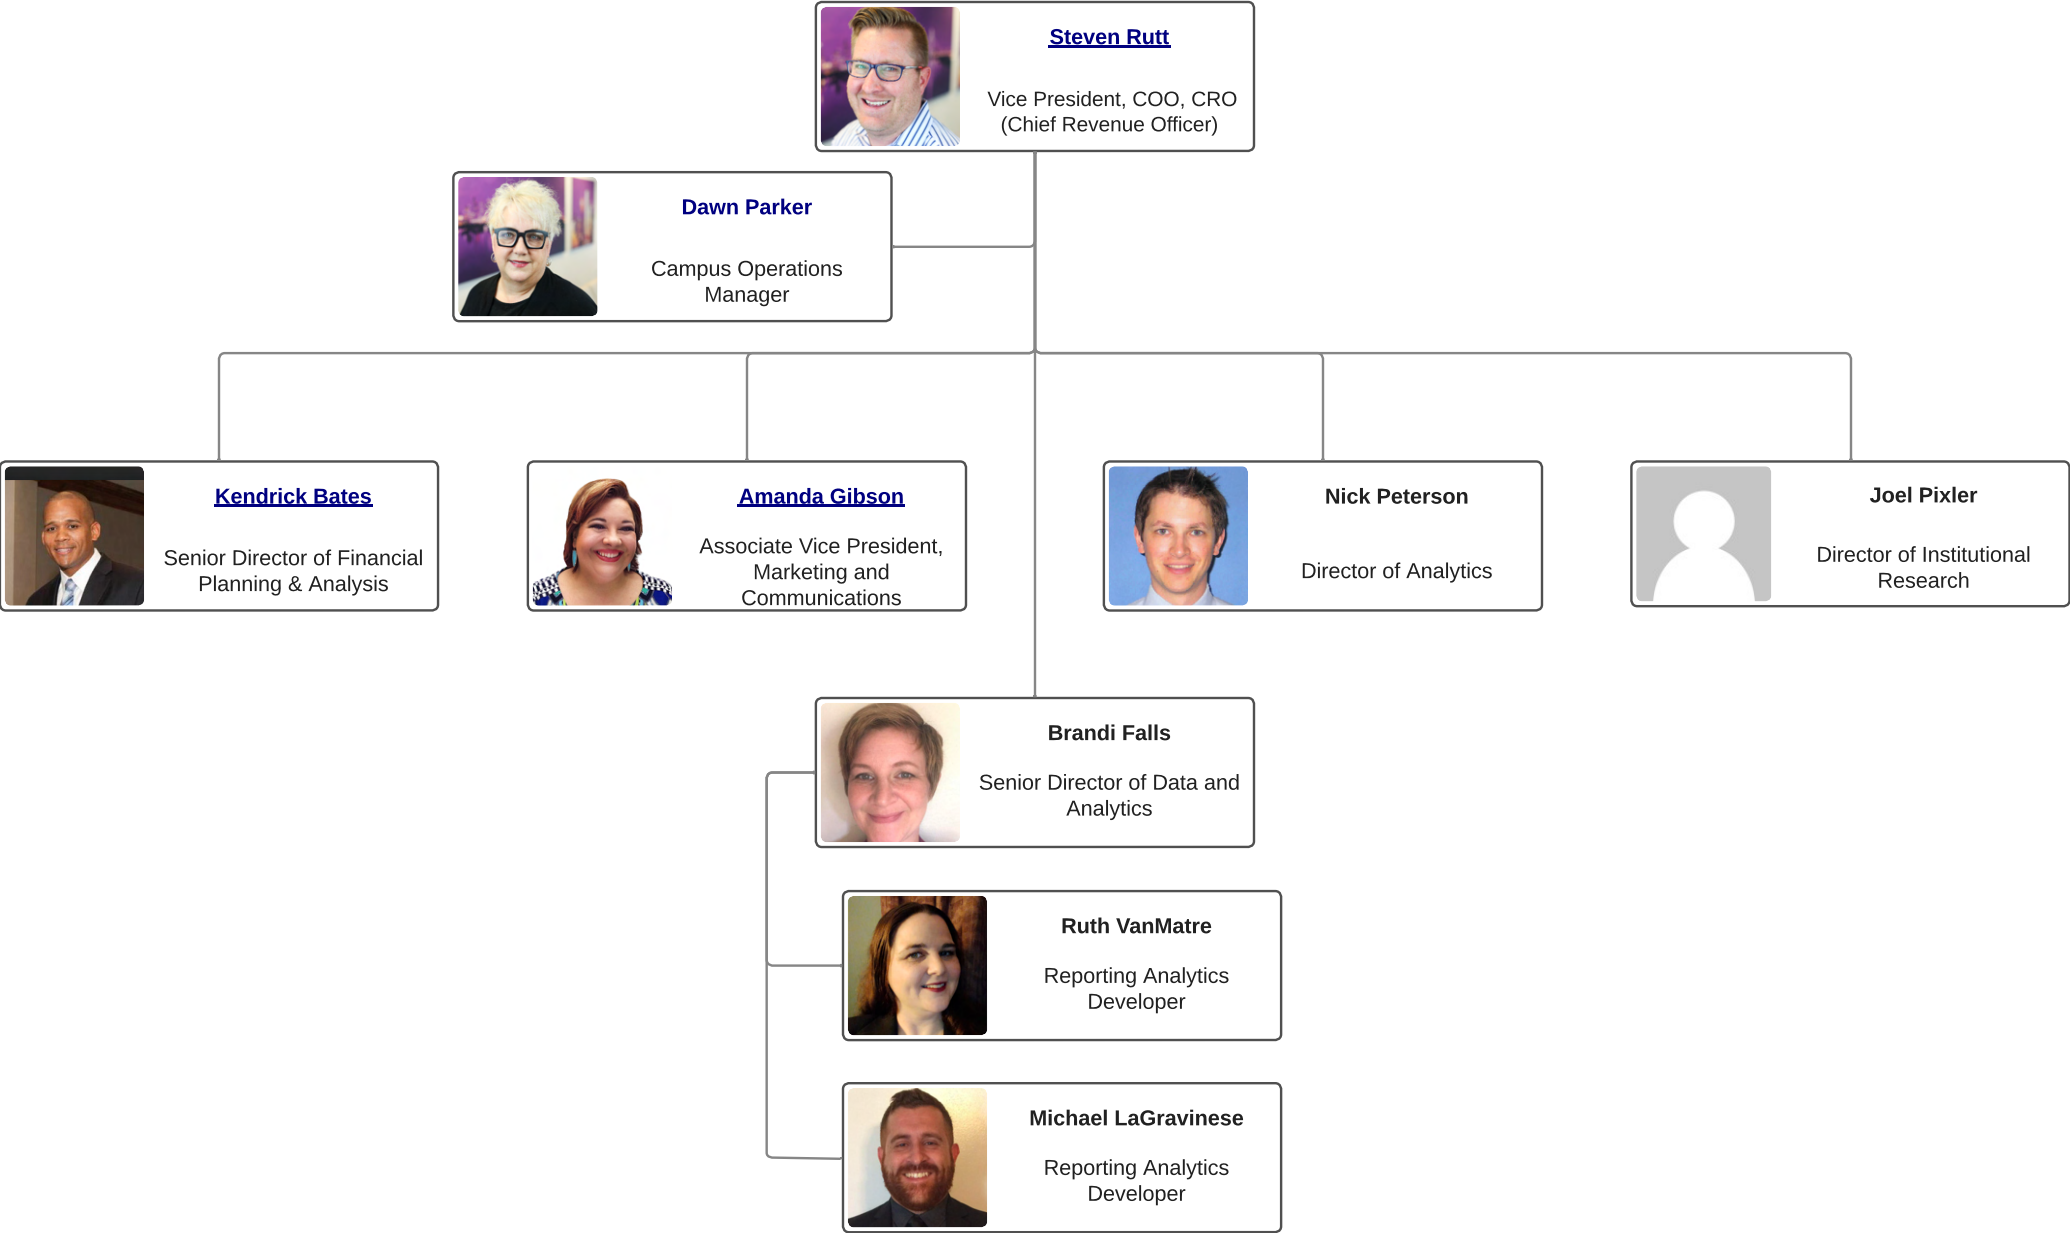 Steven Rutt
Vice President, COO, CRO
(Chief Revenue Officer)
Dawn Parker
Campus Operations
Manager
Kendrick Bates
Senior Director of Financial
Planning & Analysis
Amanda Gibson
Associate Vice President,
Marketing and
Communications
Nick Peterson
Director of Analytics
Joel Pixler
Director of Institutional
Research
Brandi Falls
Senior Director of Data and
Analytics
Ruth VanMatre
Reporting Analytics
Developer
Michael LaGravinese
Reporting Analytics
Developer